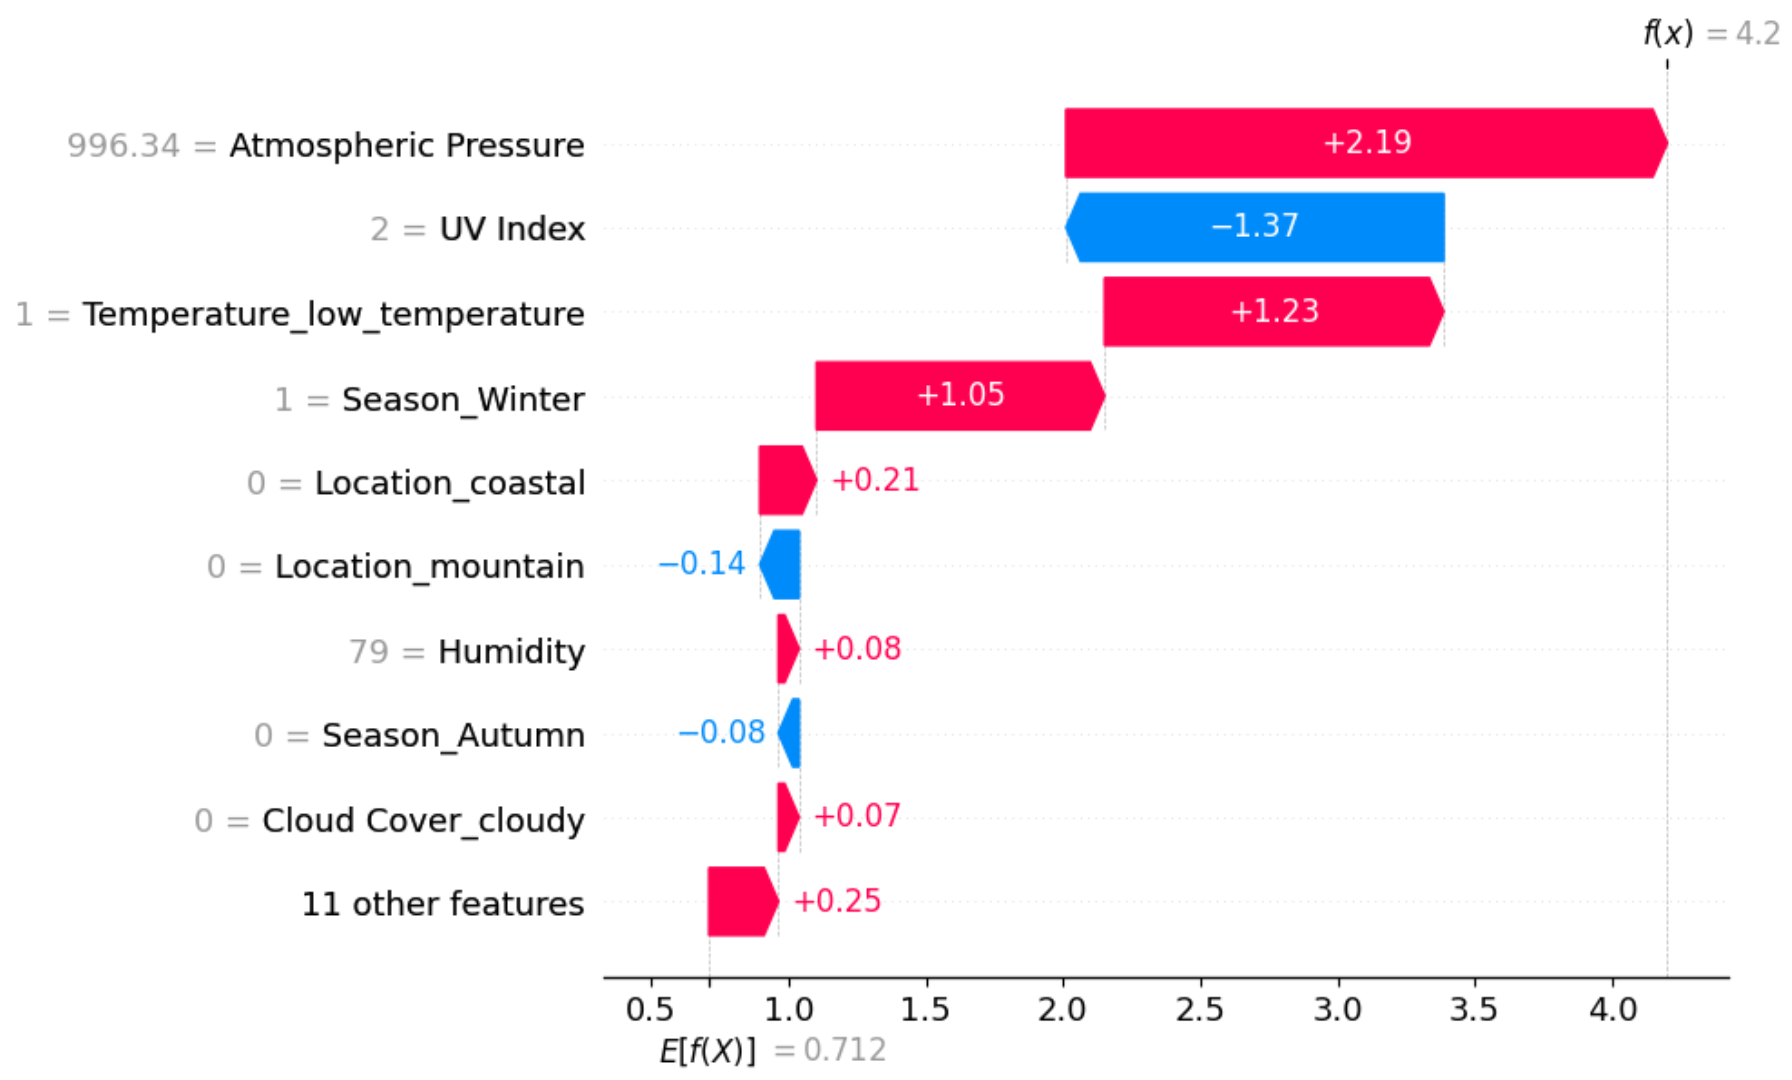 f(x) = 4.2
996.34 = Atmospheric Pressure
+2.19
2 = UV Index
−1.37
1 = Temperature_low_temperature
+1.23
1 = Season_Winter
+1.05
0 = Location_coastal
+0.21
0 = Location_mountain
−0.14
79 = Humidity
+0.08
0 = Season_Autumn
−0.08
0 = Cloud Cover_cloudy
+0.07
11 other features
+0.25
0.5 1.0 1.5 2.0 2.5 3.0 3.5 4.0
E[f(X)] = 0.712